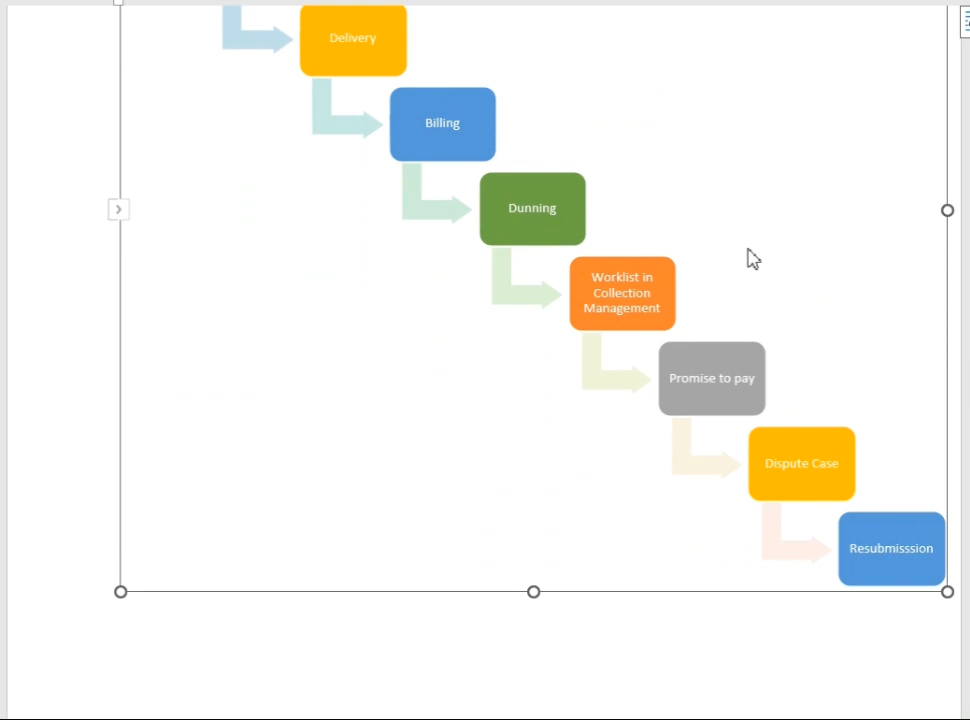 Delivery
Billing
Dunning
Worklist in
Collection
Management
Promise to pay
Dispute Case
Resubmisssion